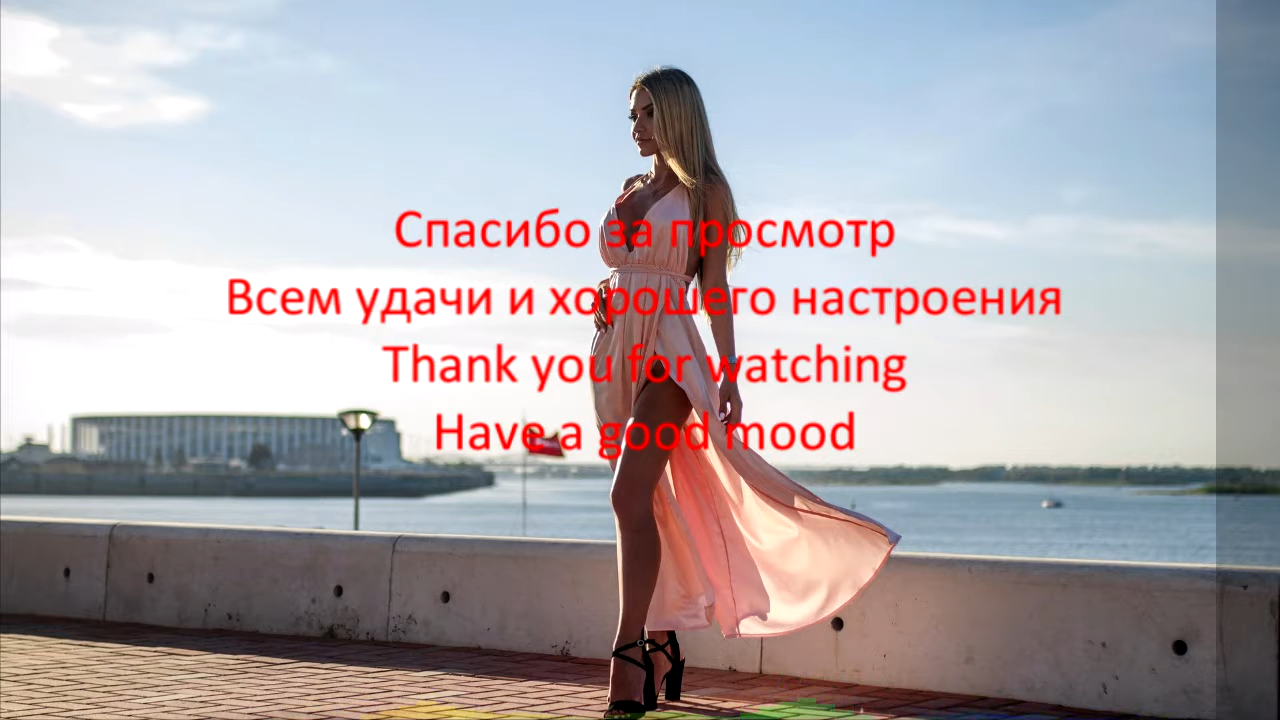 Спасибо за просмотр
Всем удачи и хорошего настроения
Thank you for watching
Have a good mood